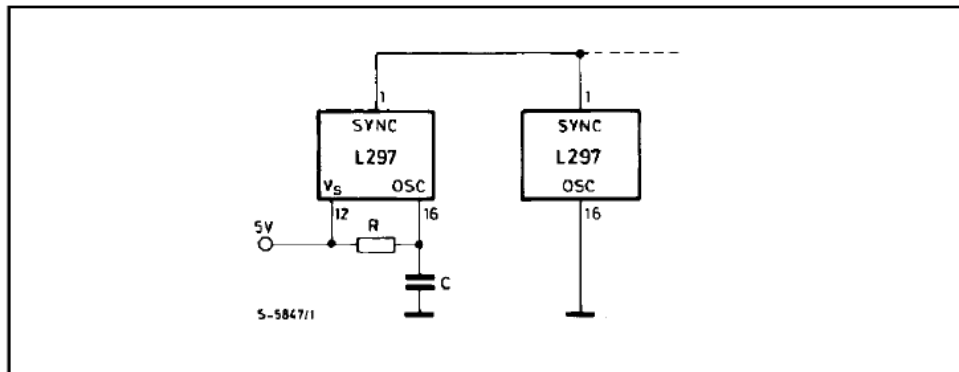 1 1
SYNC SYNC
L297 L297
Vs OSC OSC
12 16 16
5V R
C
S-5847/1